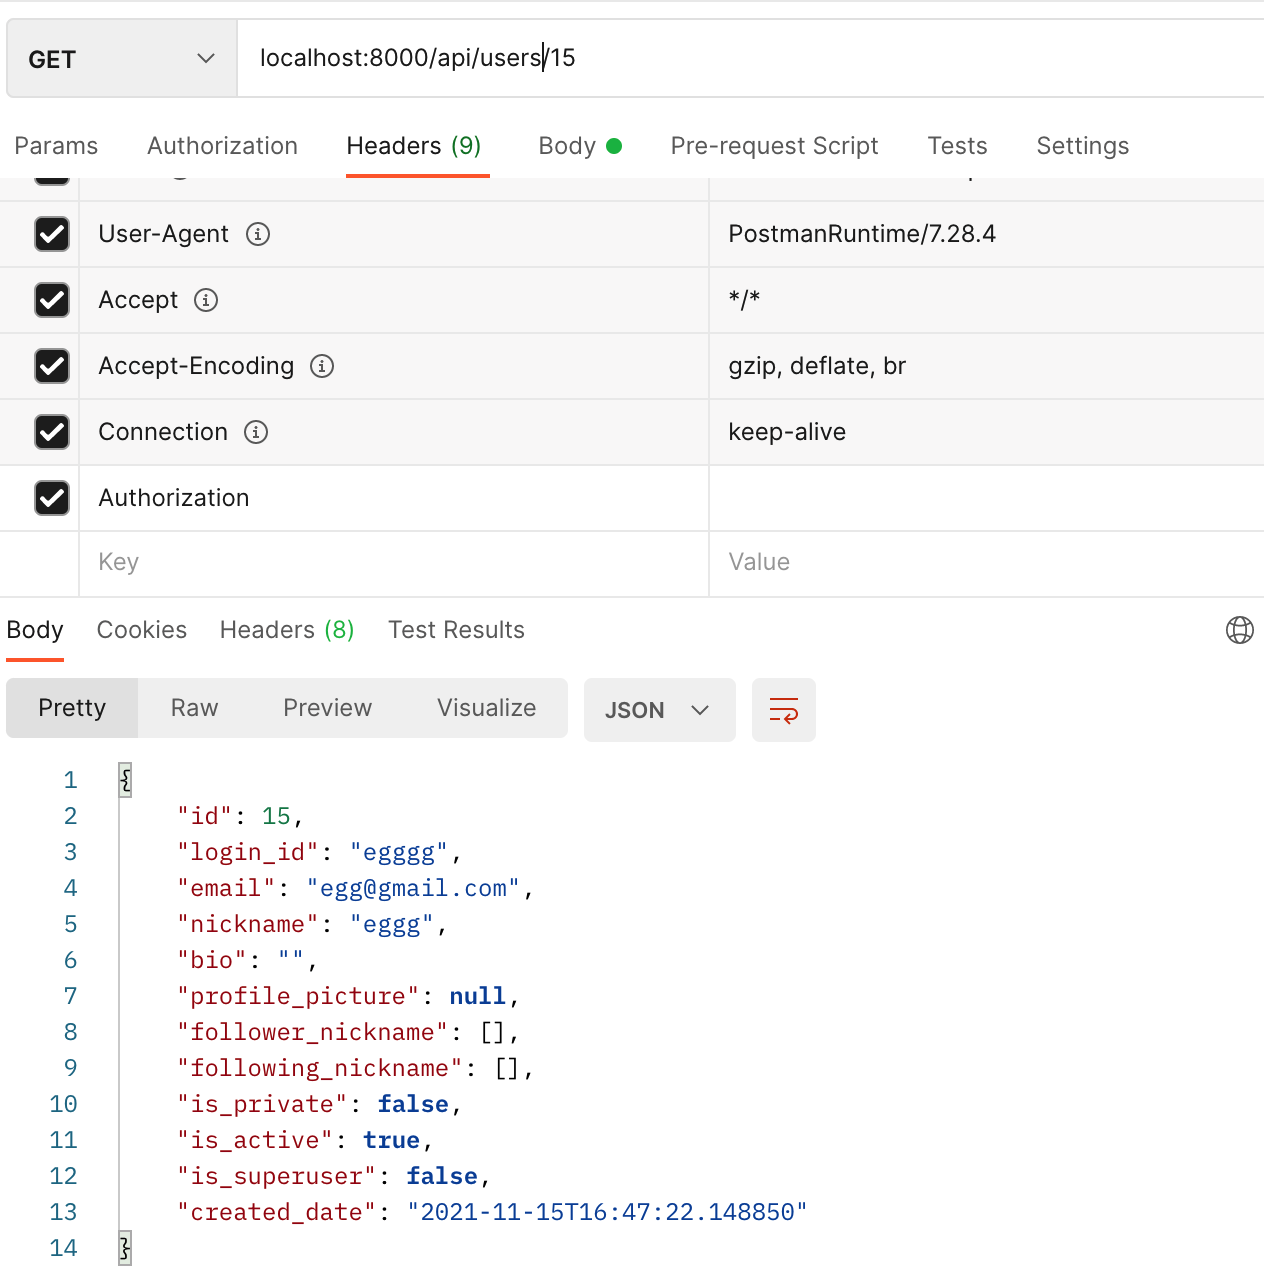 GET localhost:8000/api/users/15
Params Authorization Headers (9) Body Pre-request Script Tests Settings
User-Agent PostmanRuntime/7.28.4
Accept */*
Accept-Encoding gzip, deflate, br
Connection keep-alive
Authorization
Key Value
Body Cookies Headers (8) Test Results
Pretty Raw Preview Visualize JSON
1 {
2 "id": 15,
3 "login_id": "egggg",
4 "email": "egg@gmail.com",
5 "nickname": "eggg",
6 "bio": "",
7 "profile_picture": null,
8 "follower_nickname": [],
9 "following_nickname": [],
10 "is_private": false,
11 "is_active": true,
12 "is_superuser": false,
13 "created_date": "2021-11-15T16:47:22.148850"
14 }